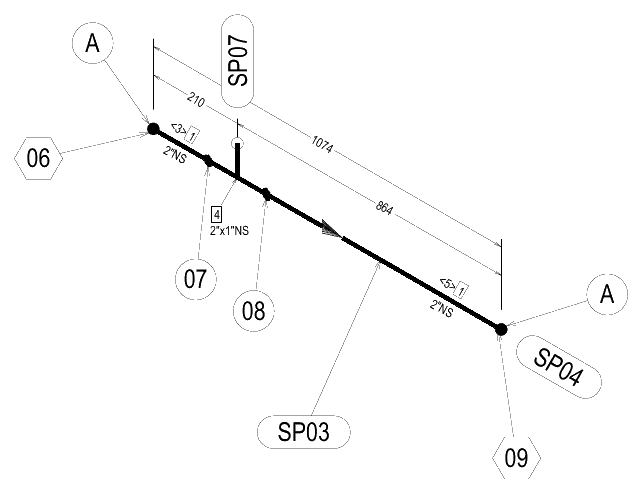 SP07
A
210
1074
<3> 1
2"NS
06
864
4
2"x1"NS
07
08
<5> 1
2"NS
A
SP04
SP03
09